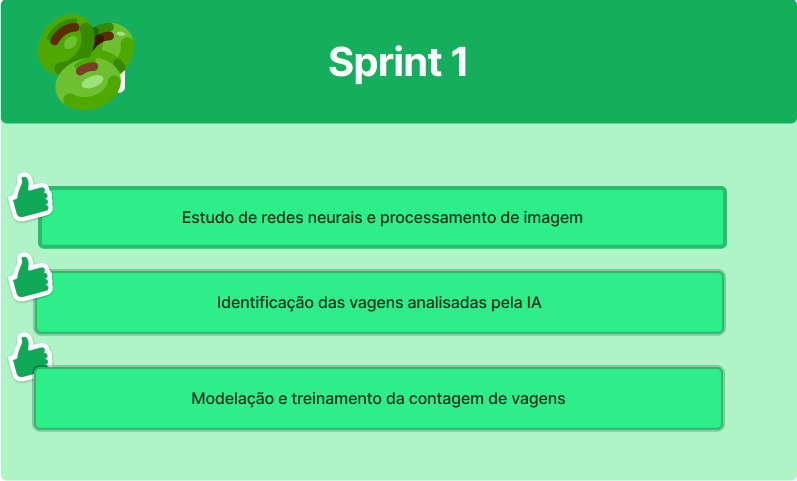 Sprint 1
Estudo de redes neurais e processamento de imagem
Identificação das vagens analisadas pela IA
Modelação e treinamento da contagem de vagens